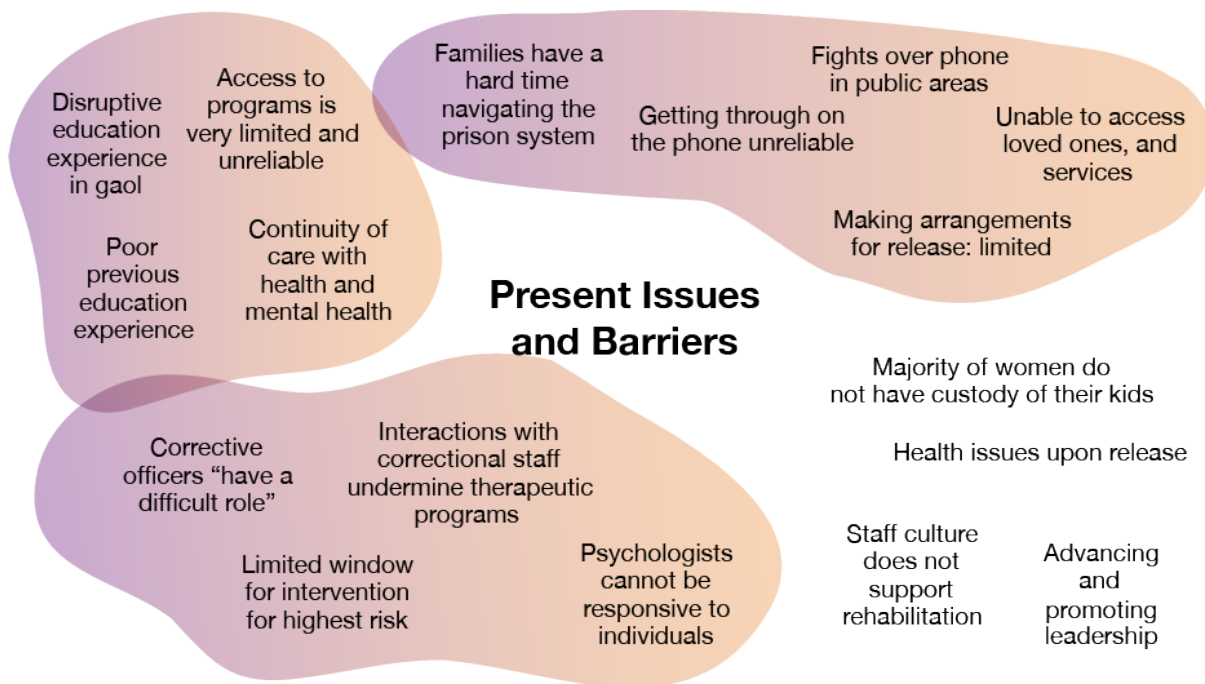 Disruptive
education
experience
in gaol
Access to
programs is
very limited and
unreliable
Poor
previous
education
experience
Continuity of
care with
health and
mental health
Families have a
hard time
navigating the
prison system
Getting through on
the phone unreliable
Fights over phone
in public areas
Unable to access
loved ones, and
services
Making arrangements
for release: limited
Present Issues
and Barriers
Corrective
officers “have a
difficult role”
Interactions with
correctional staff
undermine therapeutic
programs
Limited window
for intervention
for highest risk
Psychologists
cannot be
responsive to
individuals
Majority of women do
not have custody of their kids
Health issues upon release
Staff culture
does not
support
rehabilitation
Advancing
and
promoting
leadership